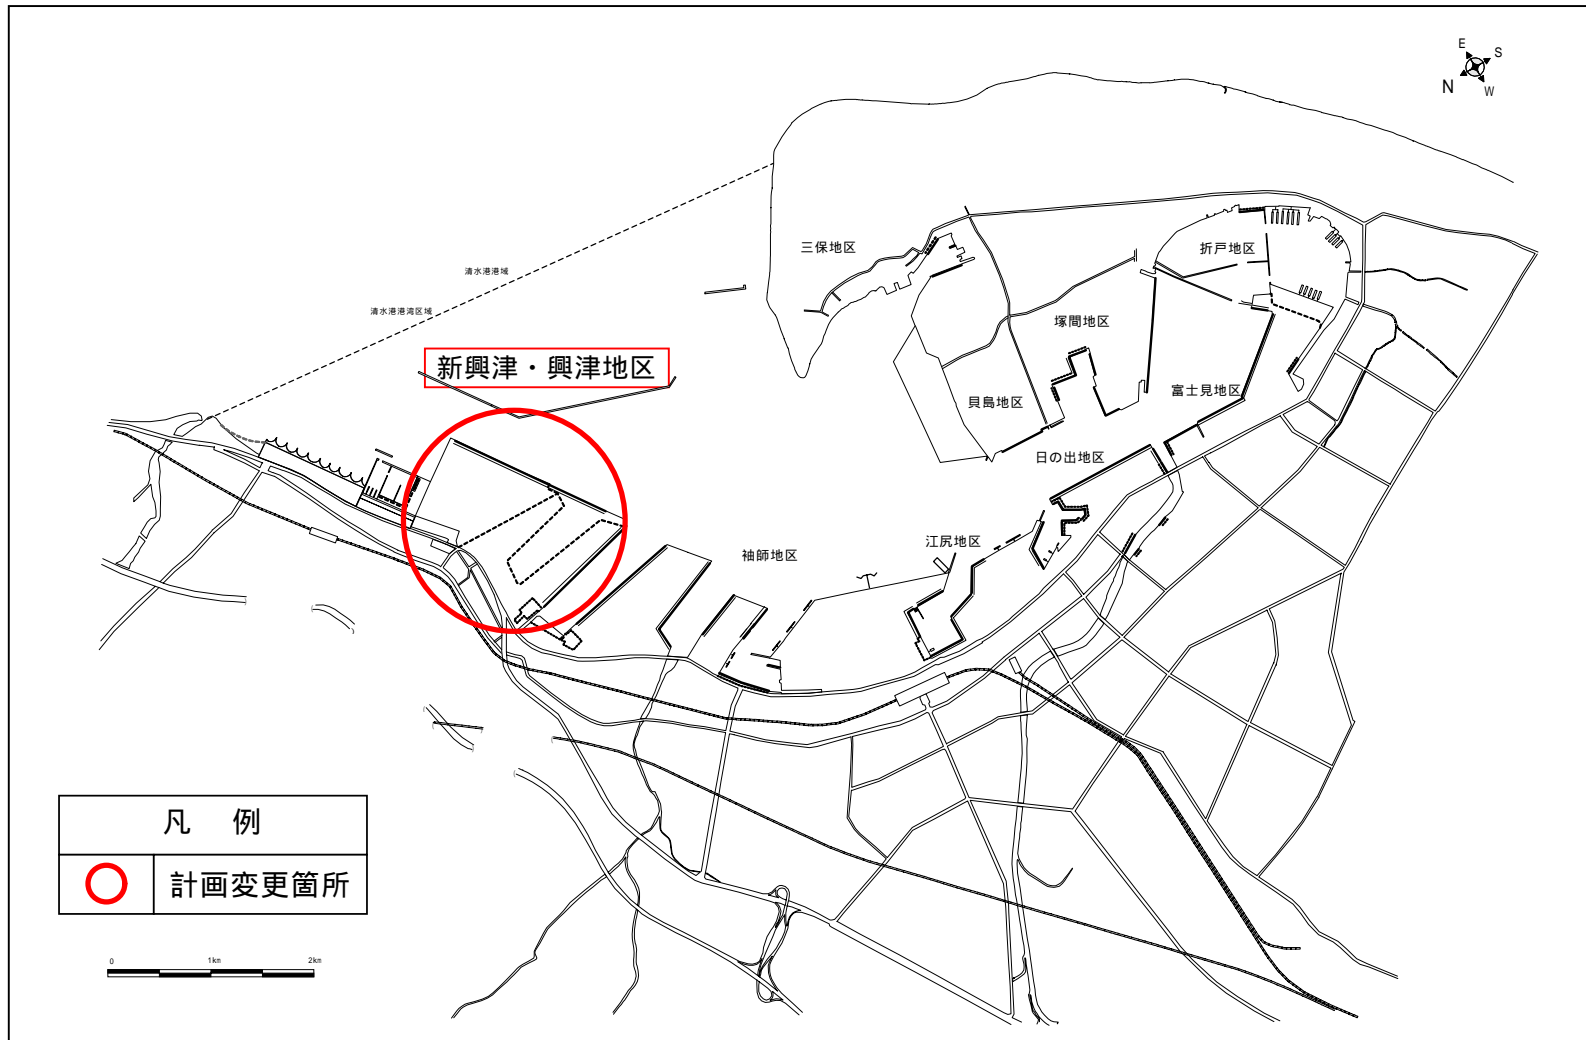 E
S
N
W
三保地区
折戸地区
清水港港域
清水港港湾区域
塚間地区
新興津・興津地区
貝島地区
富士見地区
日の出地区
江尻地区
袖師地区
凡 例
計画変更箇所
0 1km 2km